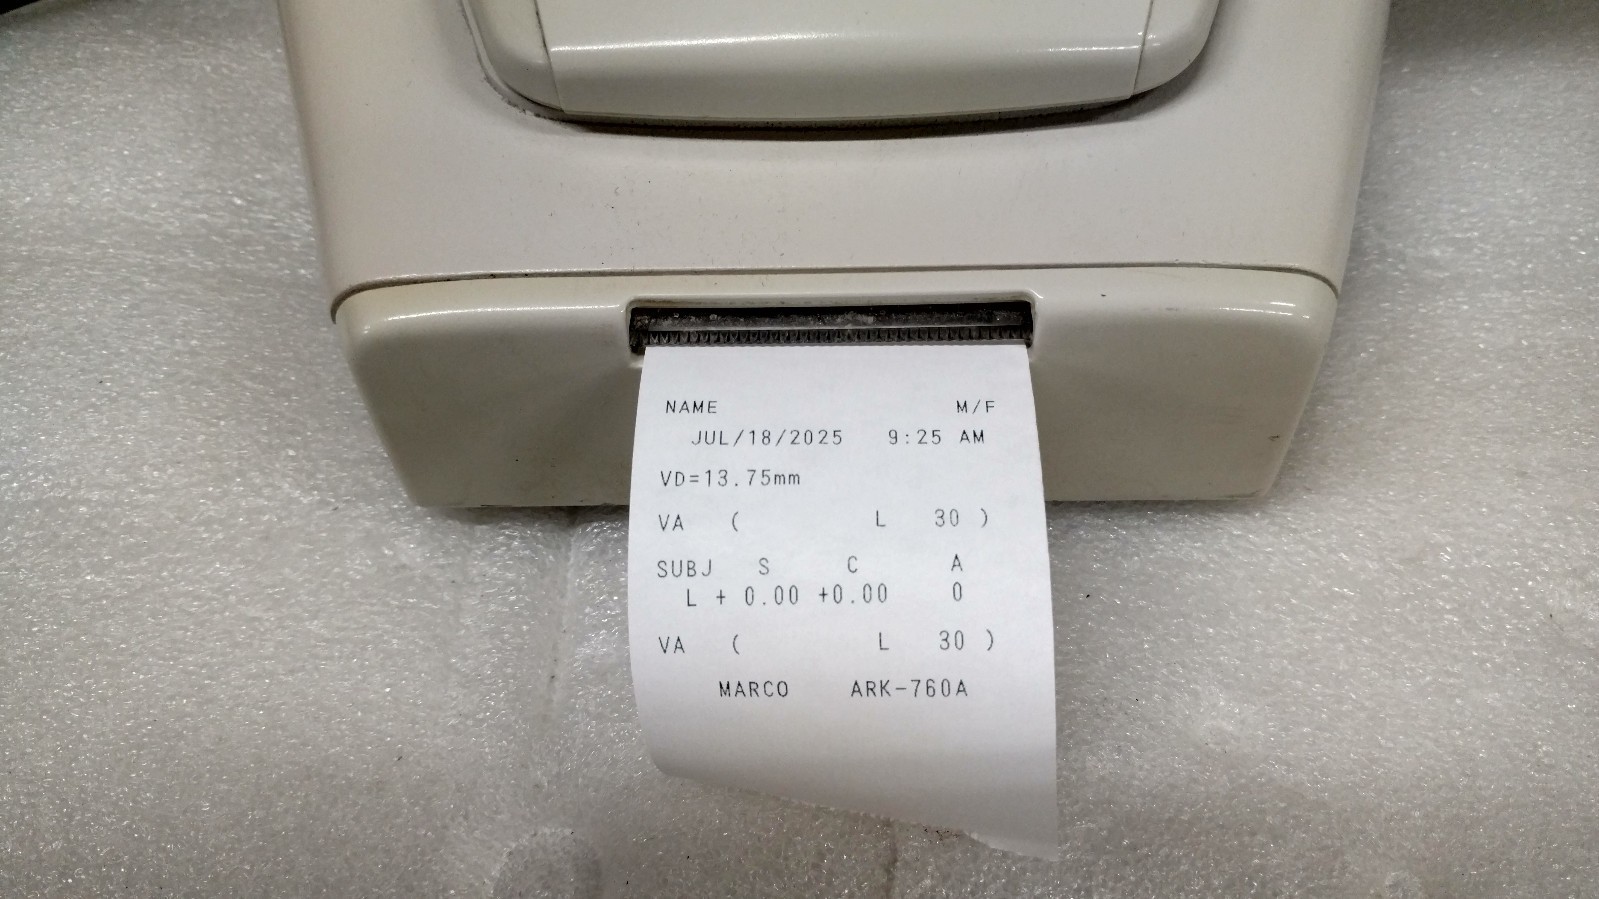 NAME M/F
JUL/18/2025 9:25 AM
VD=13.75mm
VA ( L 30 )
SUBJ S C A
L + 0.00 +0.00 0
VA ( L 30 )
MARCO ARK-760A